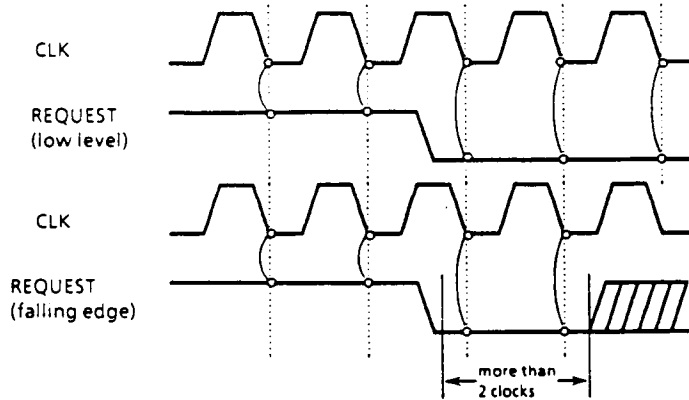 CLK
REQUEST
(low level)
CLK
REQUEST
(falling edge)
more than
2 clocks